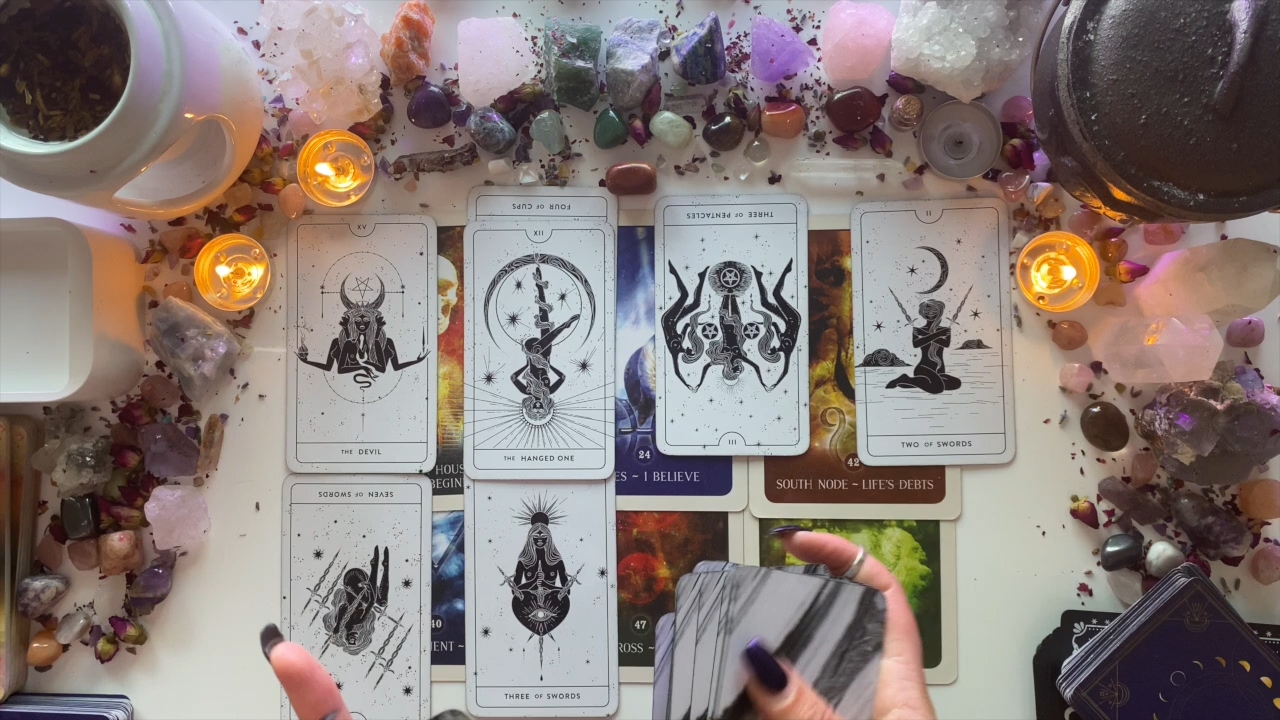 FOUR OF CUPS
XV
THE DEVIL
XII
THE HANGED ONE
THREE OF PENTACLES
III
II
TWO OF SWORDS
HOUS
BEGIN
24
ES ~ I BELIEVE
42
SOUTH NODE ~ LIFE'S DEBTS
SEVEN OF SWORDS
40
ENT ~
THREE OF SWORDS
47
ROSS ~